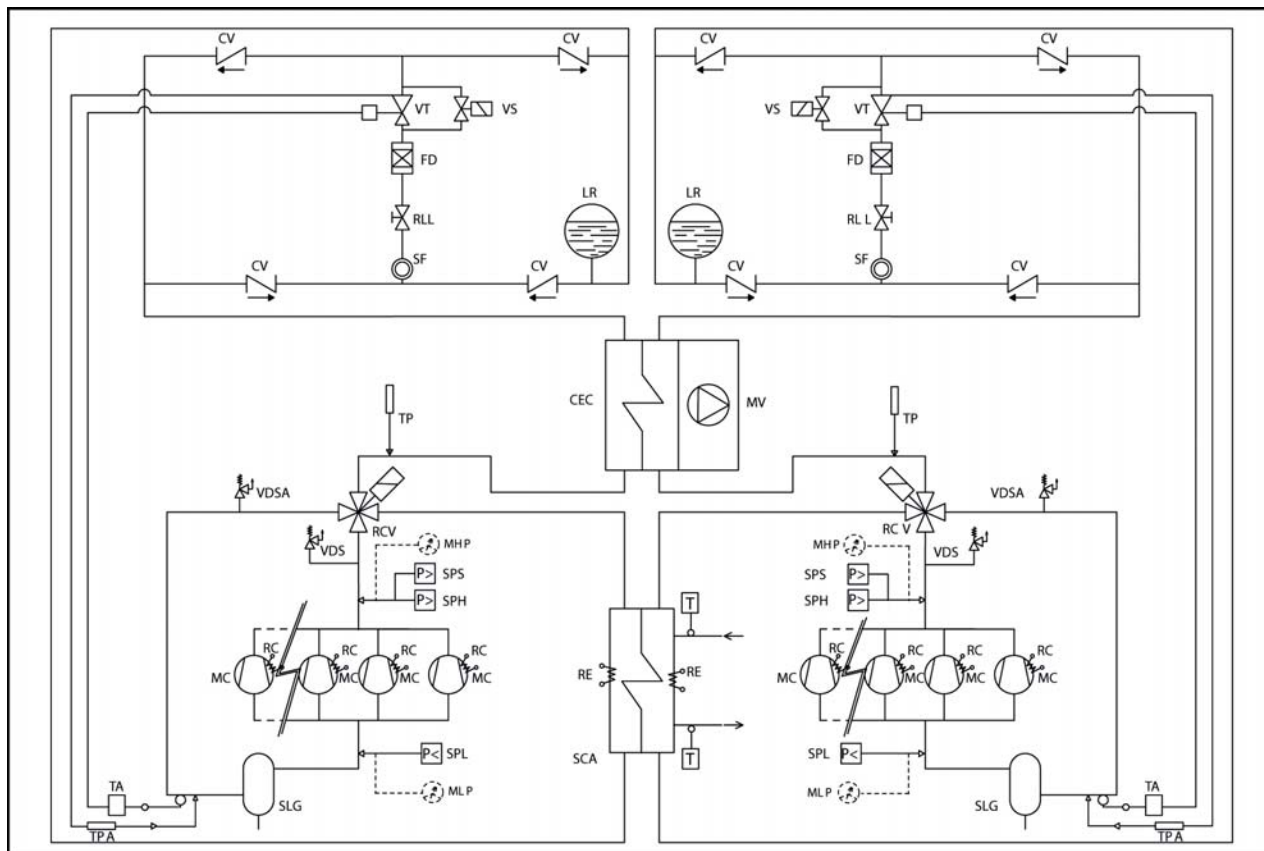 CV CV CV CV
VT VS VS VT
FD FD
LR LR
RLL RL L
SF SF
CV CV CV CV
CEC MV
TP TP
VDSA VDSA
RCV RC V
VDS MHP MHP VDS
P> SPS SPS P>
P> SPH SPH P>
T
RC RC RC RC RC RC RC RC
MC MC MC MC RE RE MC MC MC MC
P< SPL SCA T SPL P<
TA MLP MLP TA
SLG SLG
TP A TP A